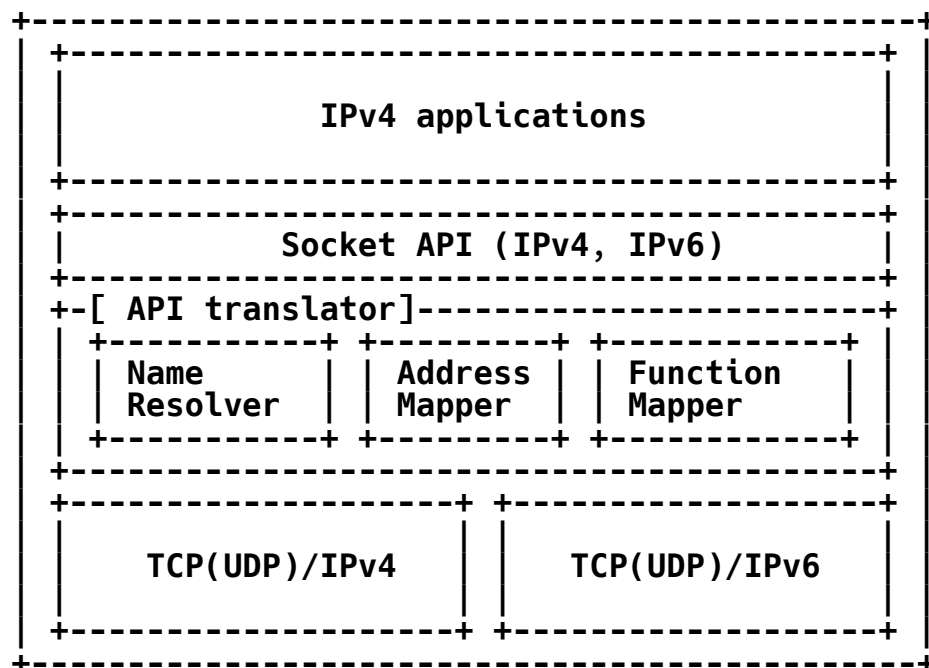 IPv4 applications
Socket API (IPv4, IPv6)
[ API translator]
Name Resolver
Address Mapper
Function Mapper
TCP(UDP)/IPv4
TCP(UDP)/IPv6